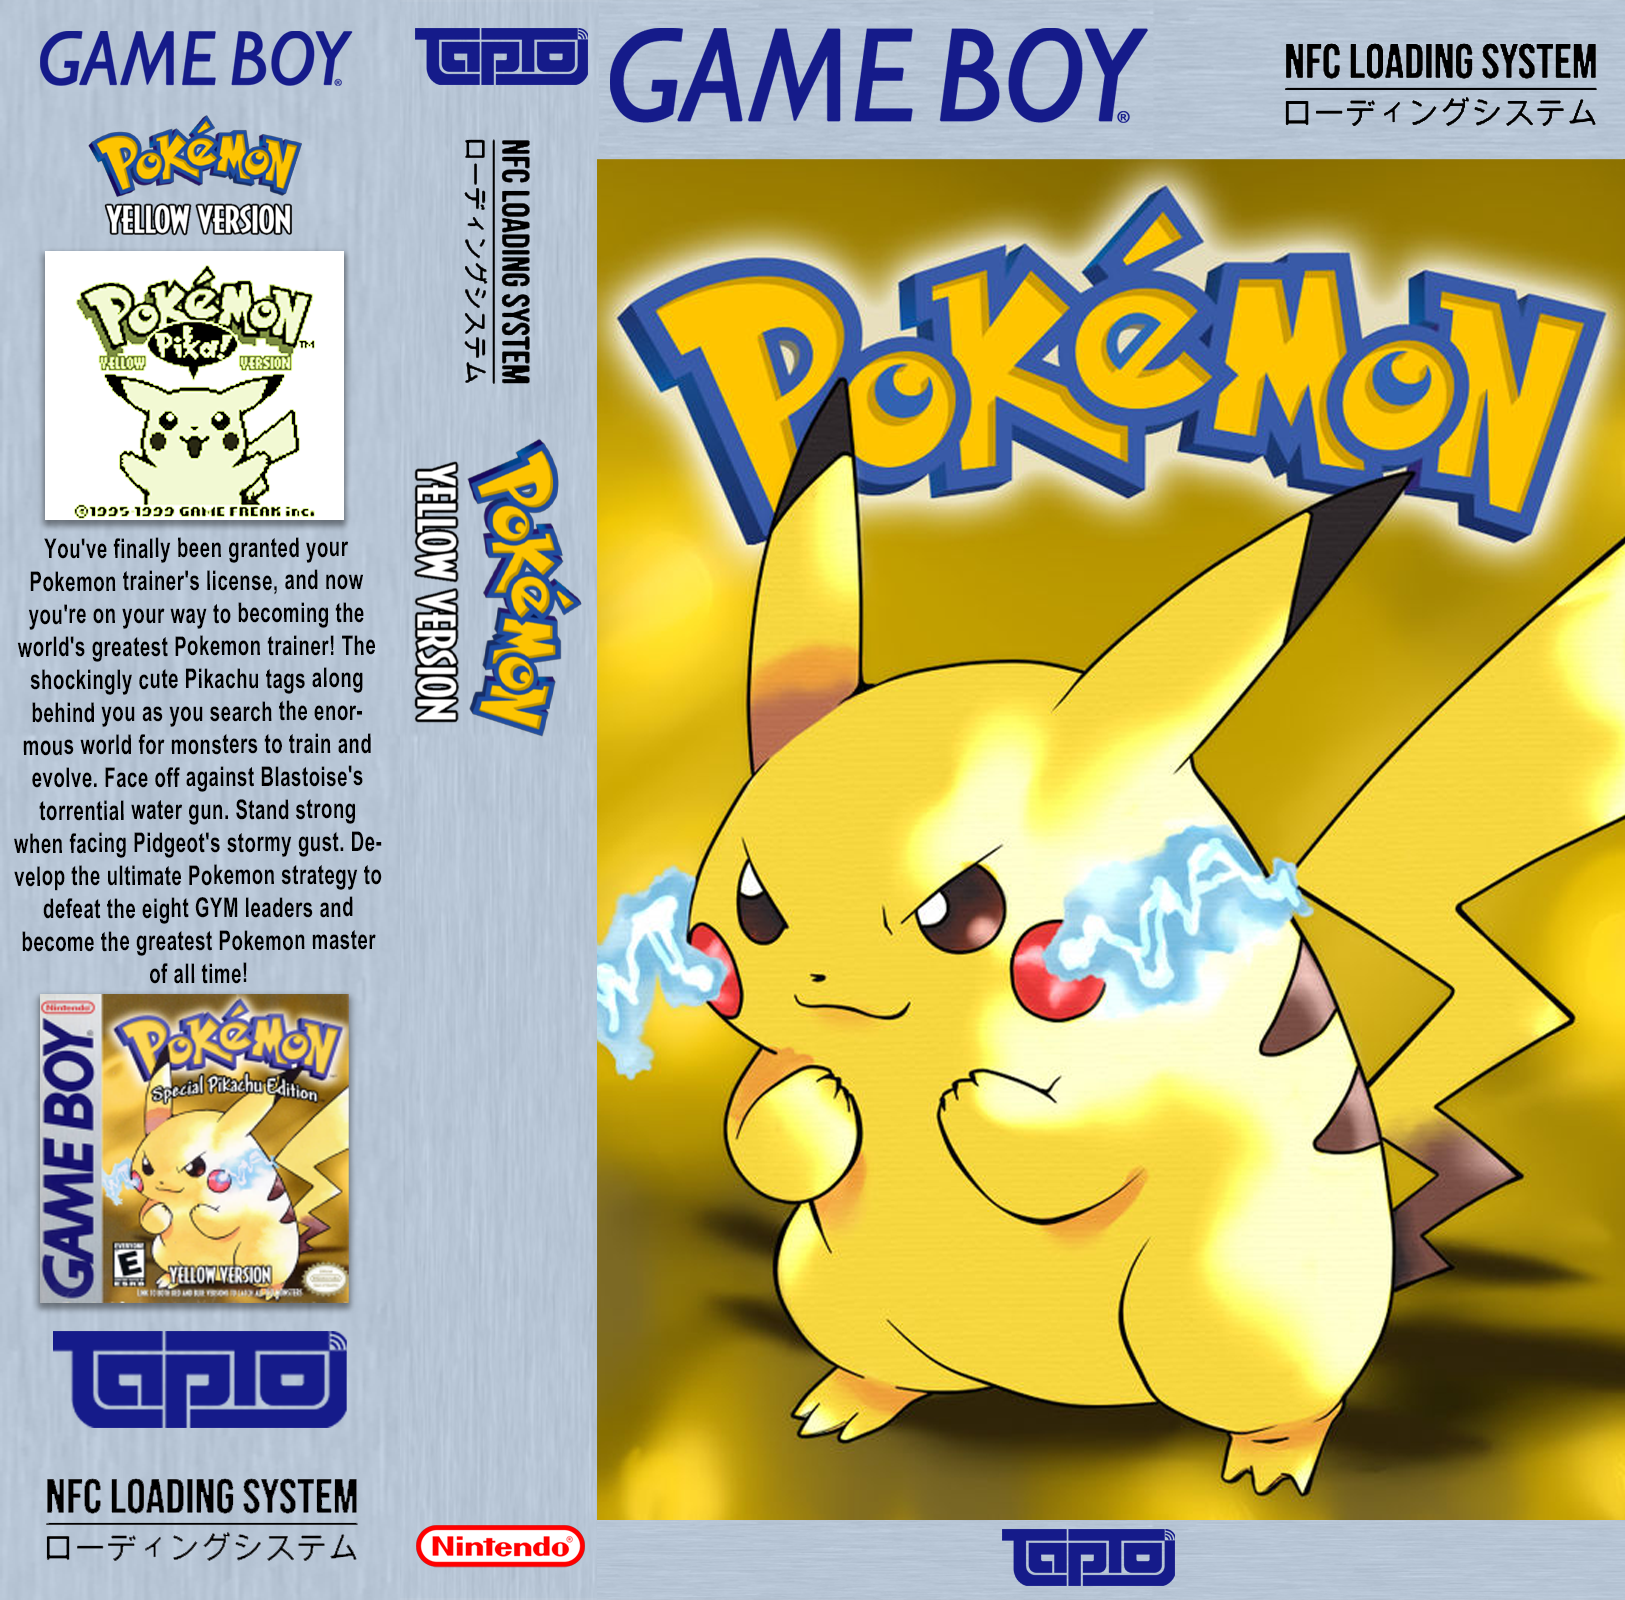 GAME BOY®
POKéMON
YELLOW VERSION
POKéMON
Pika!
YELLOW VERSION
TM
©1995-1999 GAME FREAK inc.
You've finally been granted your
Pokemon trainer's license, and now
you're on your way to becoming the
world's greatest Pokemon trainer! The
shockingly cute Pikachu tags along
behind you as you search the enor-
mous world for monsters to train and
evolve. Face off against Blastoise's
torrential water gun. Stand strong
when facing Pidgeot's stormy gust. De-
velop the ultimate Pokemon strategy to
defeat the eight GYM leaders and
become the greatest Pokemon master
of all time!
Nintendo
GAME BOY
POKéMON
Special Pikachu Edition
EVERYONE
E
ESRB
YELLOW VERSION
TapTo
NFC LOADING SYSTEM
ローディングシステム
TapTo
NFC LOADING SYSTEM
ローディングシステム
POKéMON
YELLOW VERSION
Nintendo®
GAME BOY®
NFC LOADING SYSTEM
ローディングシステム
POKéMON
TapTo